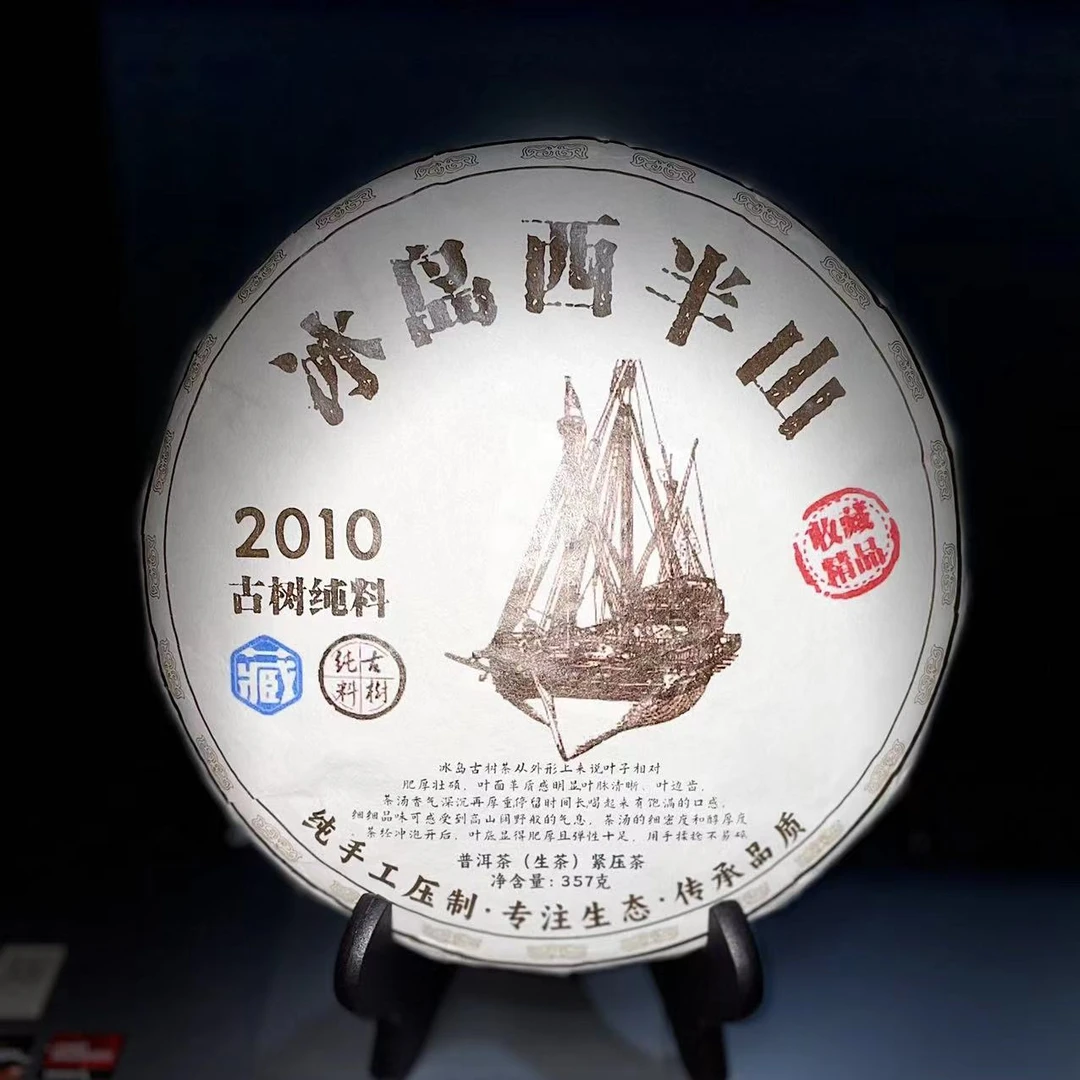 冰岛西半山
2010
古树纯料
藏
古樹
纯料
收藏
精品
冰岛古树茶从外形上来说叶子相对
肥厚壮硕，叶面革质感明显叶脉清晰、叶边齿，
茶汤香气深沉再厚重停留时间长喝起来有饱满的口感，
细细品味可感受到高山阔野般的气息，茶汤的细密度和醇厚度
茶经冲泡开后，叶底显得肥厚且弹性十足，用手揉捻不易碎
普洱茶（生茶）紧压茶
净含量：357克
纯手工压制·专注生态·传承品质